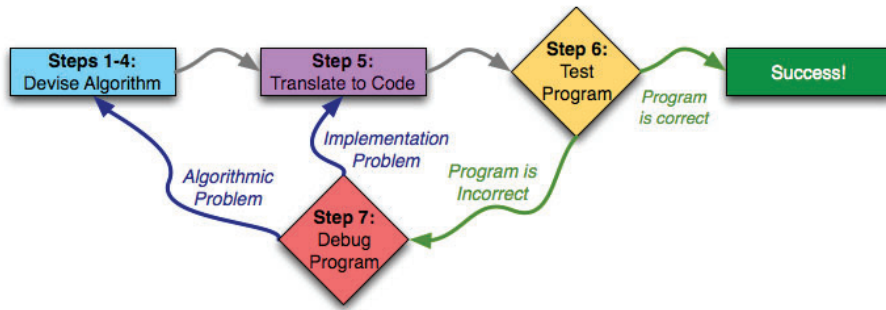 Steps 1-4:
Devise Algorithm
Step 5:
Translate to Code
Step 6:
Test
Program
Success!
Program
is correct
Implementation
Problem
Algorithmic
Problem
Program is
Incorrect
Step 7:
Debug
Program